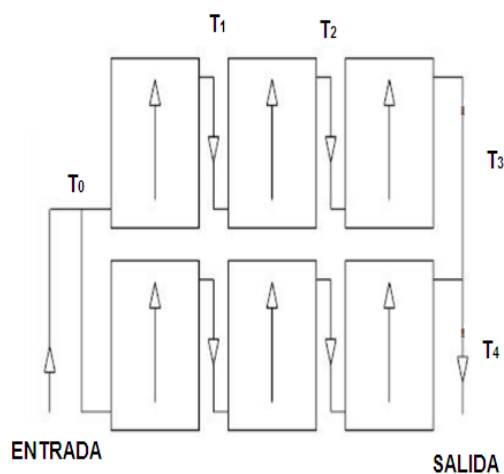 T₁
T₂
T₀
T₃
T₄
ENTRADA
SALIDA